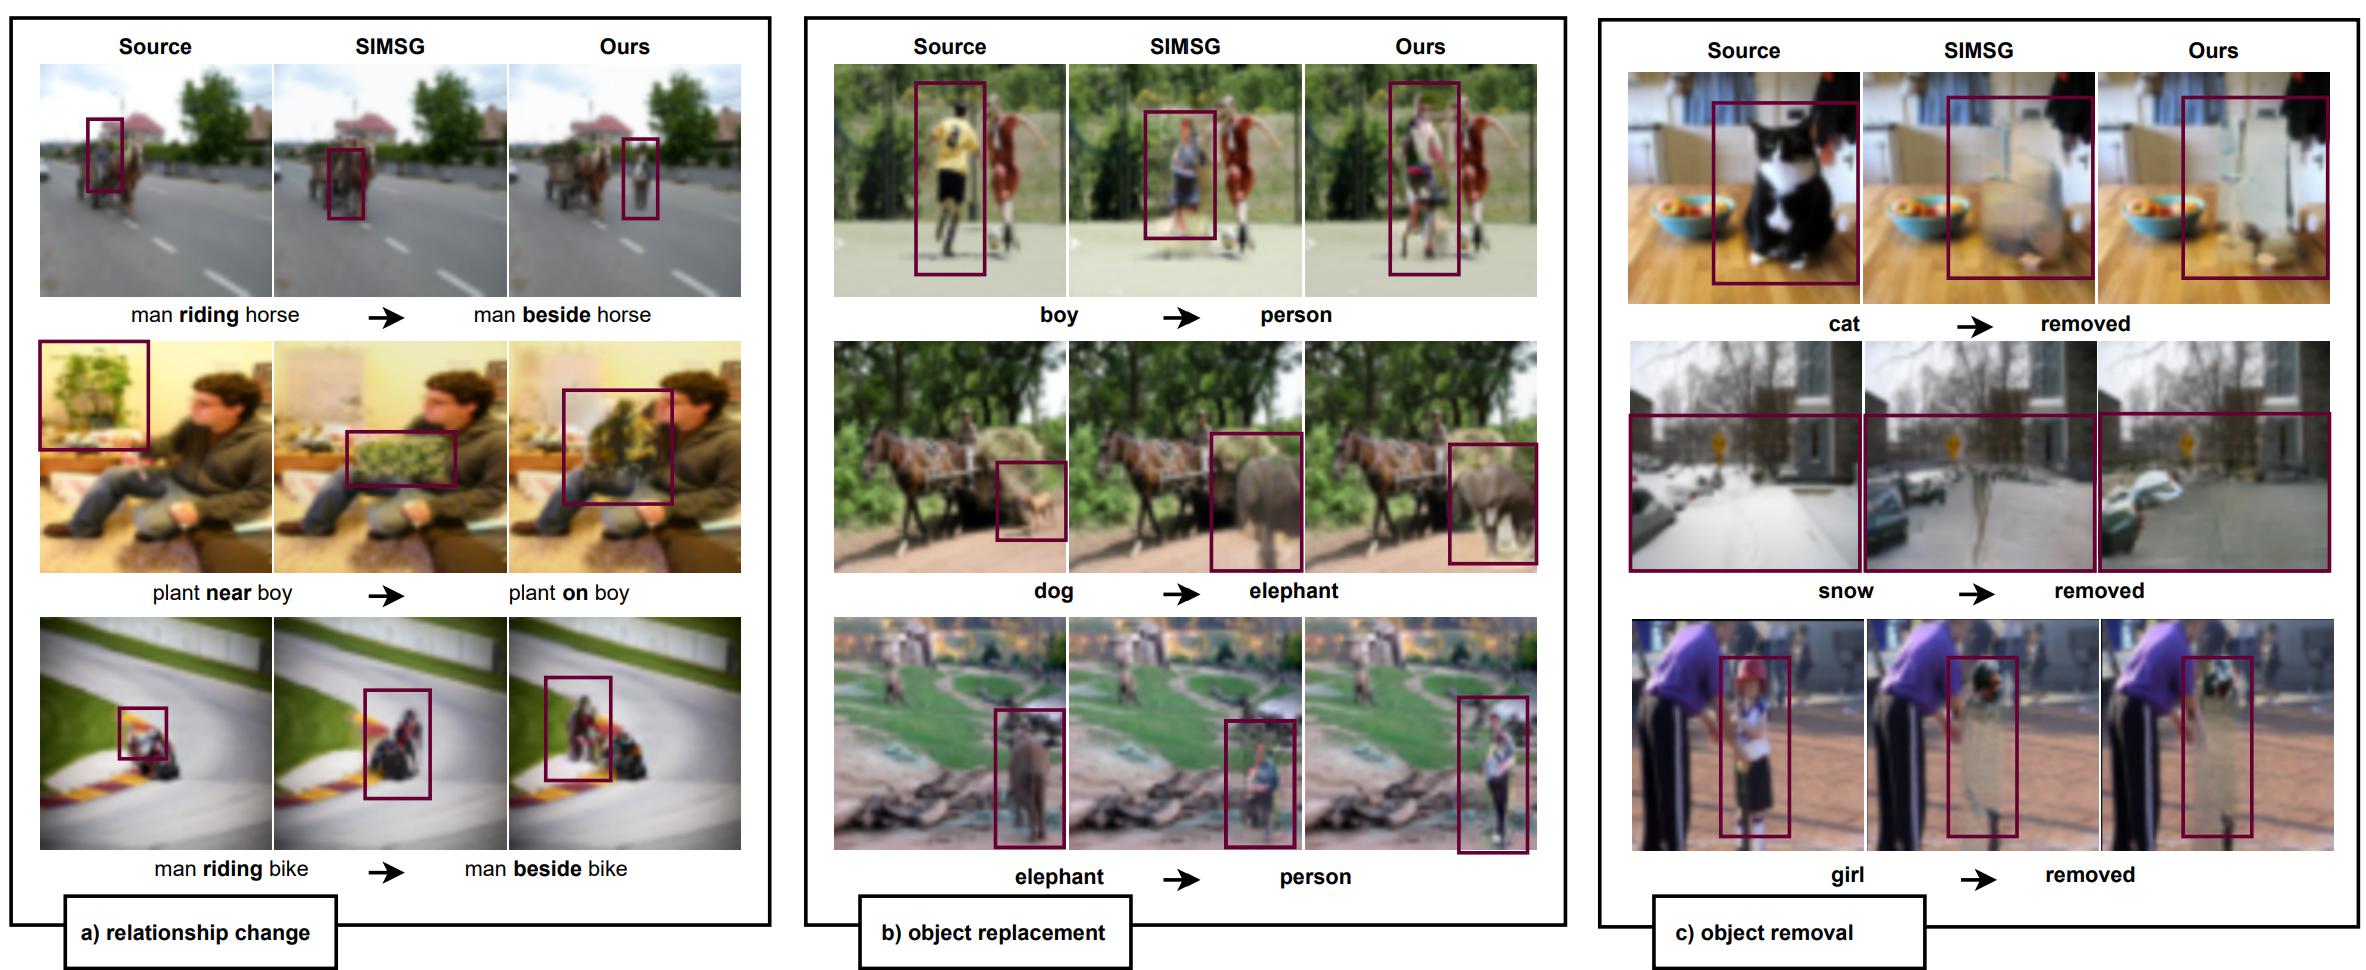 Source SIMSG Ours
man riding horse → man beside horse
plant near boy → plant on boy
man riding bike → man beside bike
a) relationship change
Source SIMSG Ours
boy → person
dog → elephant
elephant → person
b) object replacement
Source SIMSG Ours
cat → removed
snow → removed
girl → removed
c) object removal